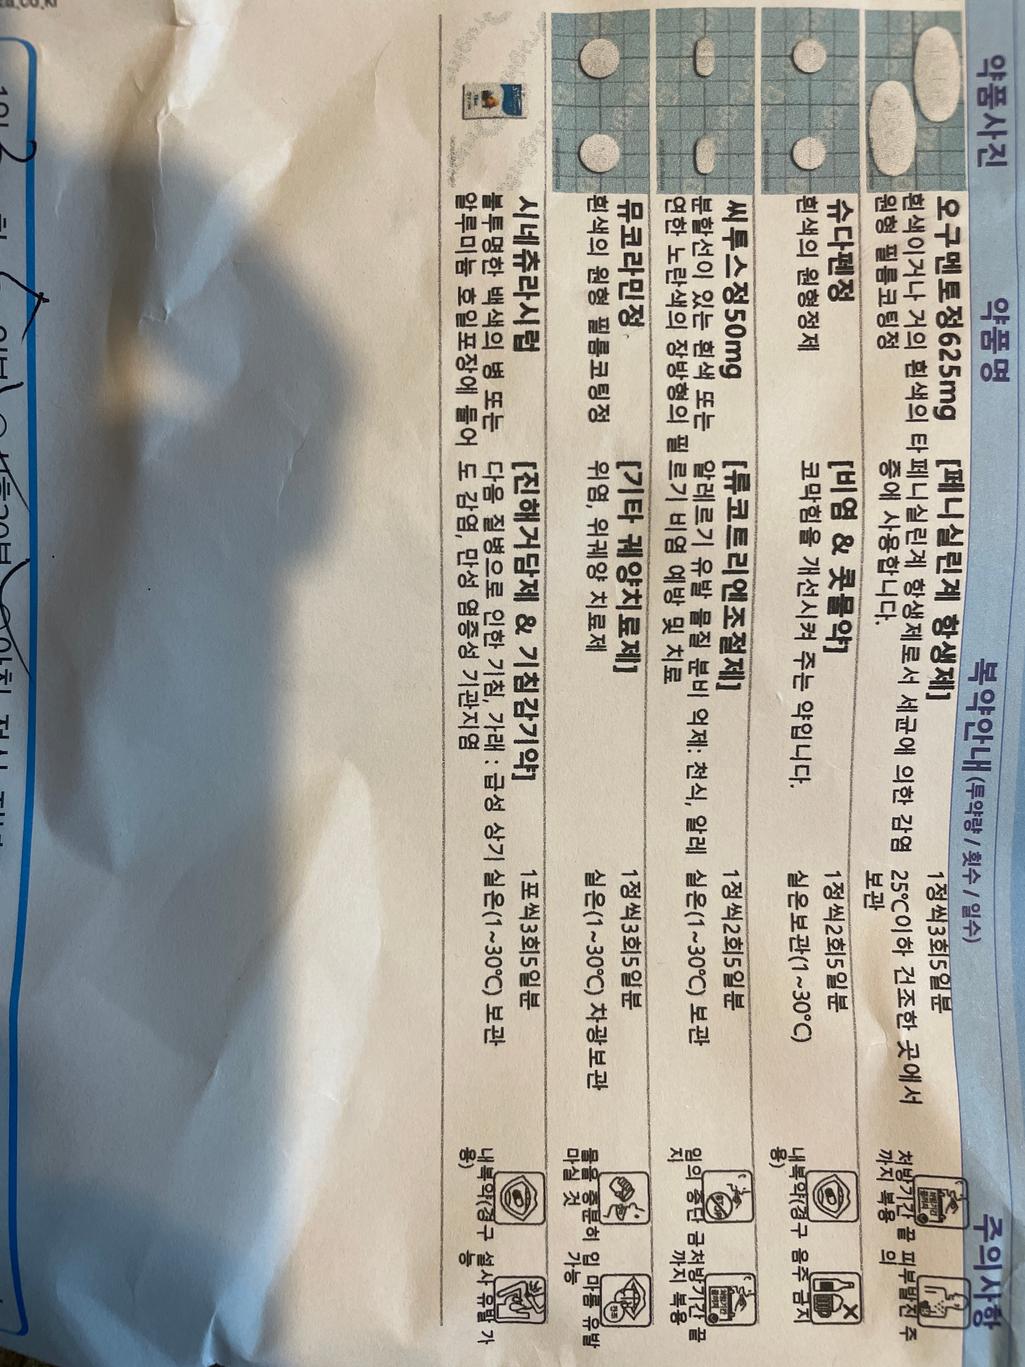 약품사진 약품명 복약안내(투약량 / 횟수 / 일수) 주의사항
오구멘토정625mg
흰색이거나 거의 흰색의 타
원형 필름코팅정
[페니실린계 항생제]
페니실린계 항생제로서 세균에 의한 감염
증에 사용합니다.
1정씩3회5일분
25℃이하 건조한 곳에서
보관
처방기간 끝
까지 복용
피부발진 주
의
슈다펜정
흰색의 원형정제
[비염 & 콧물약]
코막힘을 개선시켜 주는 약입니다.
1정씩2회5일분
실온보관(1~30℃)
내복약(경구
용)
음주 금지
씨투스정50mg
분할선이 있는 흰색 또는
연한 노란색의 장방형의 필
[류코트리엔조절제]
알레르기 유발 물질 분비 억제: 천식, 알레
르기 비염 예방 및 치료
1정씩2회5일분
실온(1~30℃) 보관
임의 중단 금
지
처방기간 끝
까지 복용
뮤코라민정
흰색의 원형 필름코팅정
[기타 궤양치료제]
위염, 위궤양 치료제
1정씩3회5일분
실온(1~30℃) 차광보관
물을 충분히
마실 것
입 마름 유발
가능
시네츄라시럽
불투명한 백색의 병 또는
알루미늄 호일포장에 들어
[진해거담제 & 기침감기약]
다음 질병으로 인한 기침, 가래 : 급성 상기
도 감염, 만성 염증성 기관지염
1포씩3회5일분
실온(1~30℃) 보관
내복약(경구
용)
설사 유발 가
능